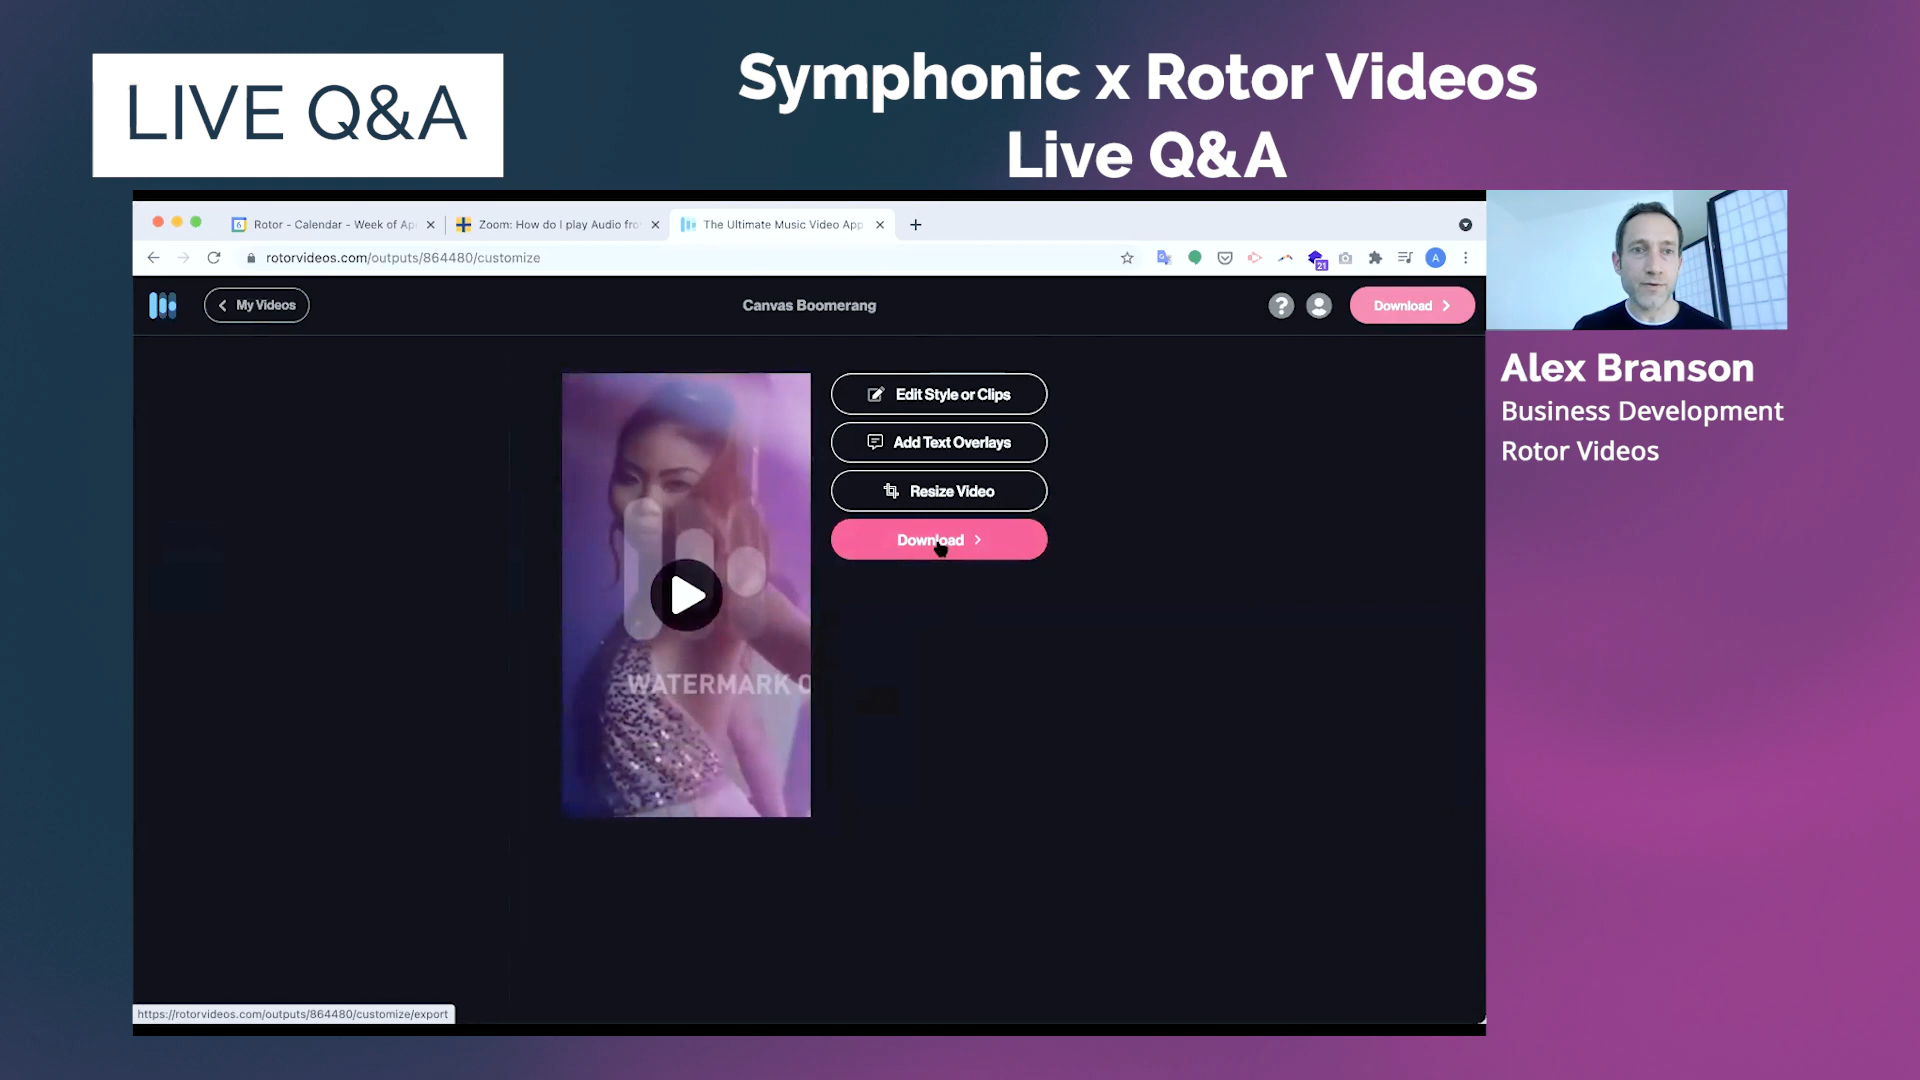 LIVE Q&A
Symphonic x Rotor Videos
Live Q&A
Rotor - Calendar - Week of Ap
Zoom: How do I play Audio fro
The Ultimate Music Video App
rotorvideos.com/outputs/864480/customize
21
A
My Videos
Canvas Boomerang
?
Download
Alex Branson
Business Development
Rotor Videos
Edit Style or Clips
Add Text Overlays
Resize Video
Download
WATERMARK O
https://rotorvideos.com/outputs/864480/customize/export